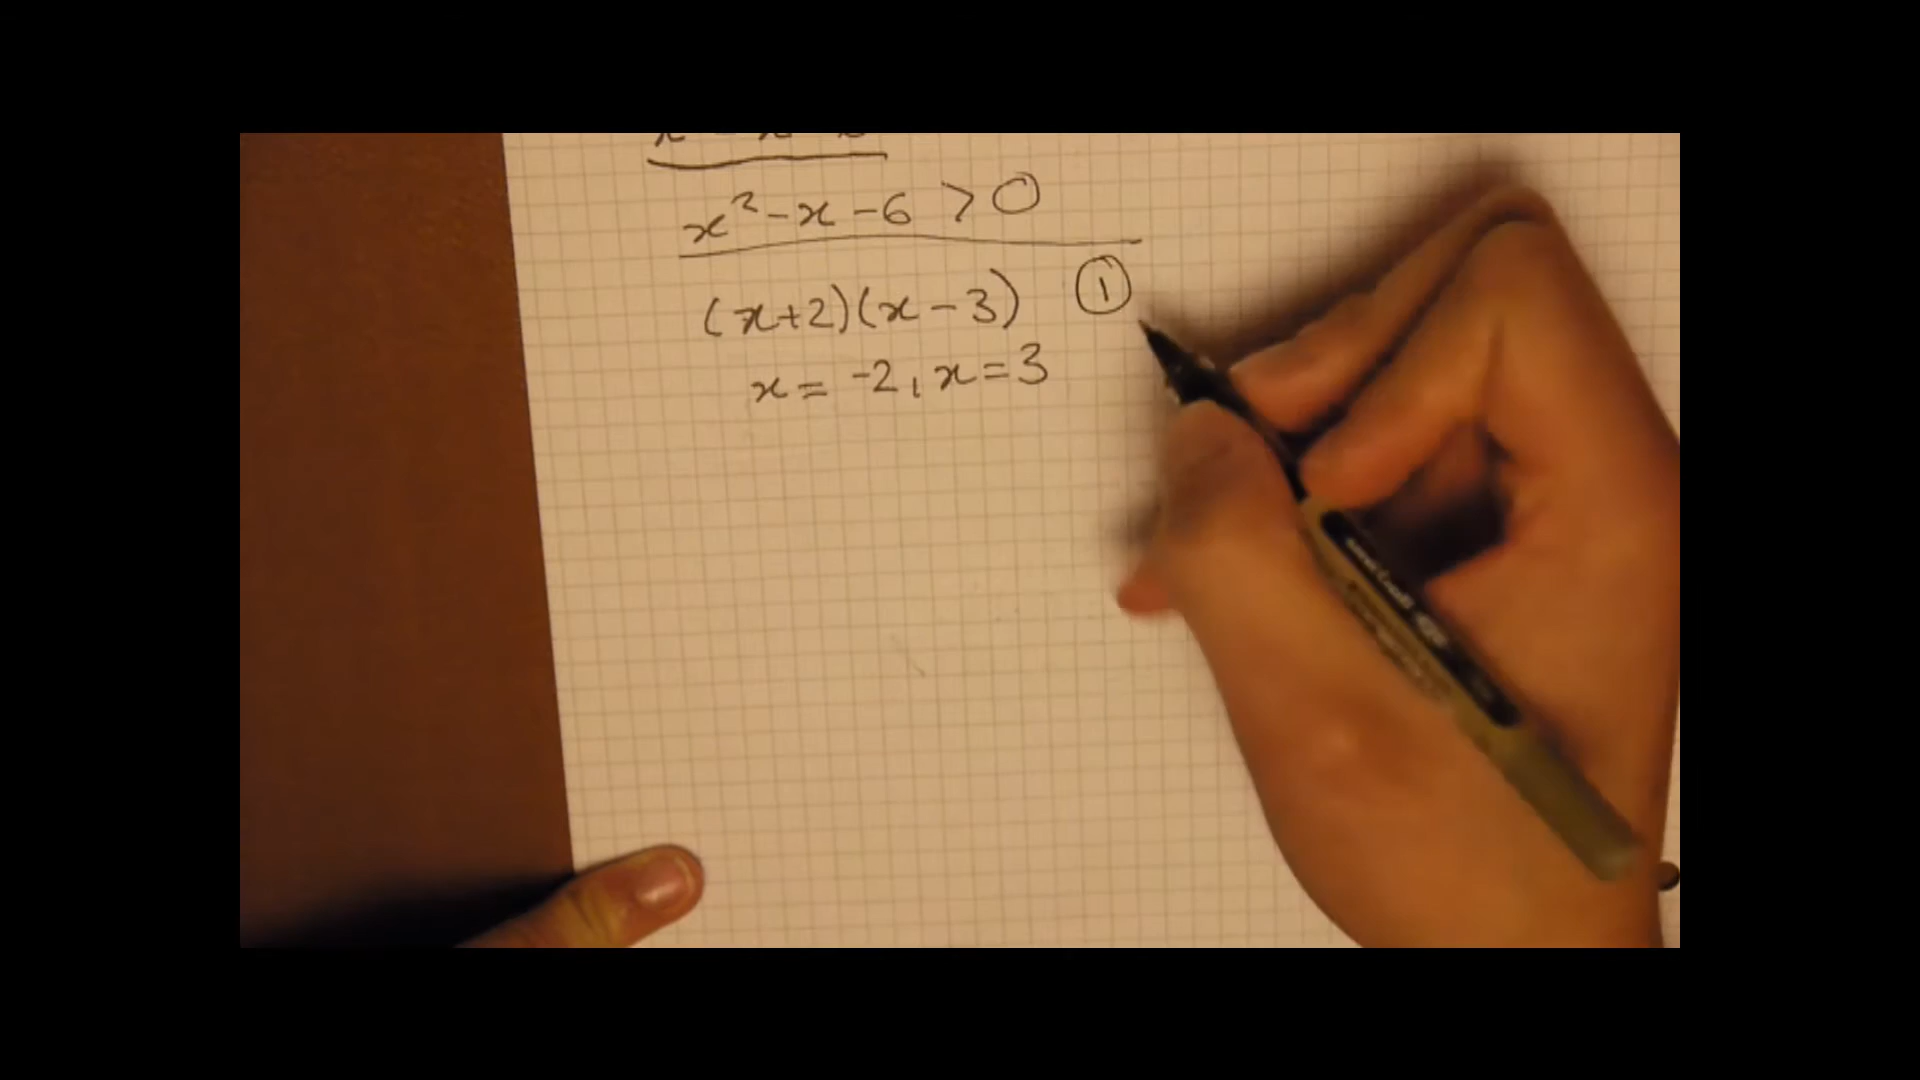 x² - x - 6 > 0
(x+2)(x-3) ①
x = -2, x = 3